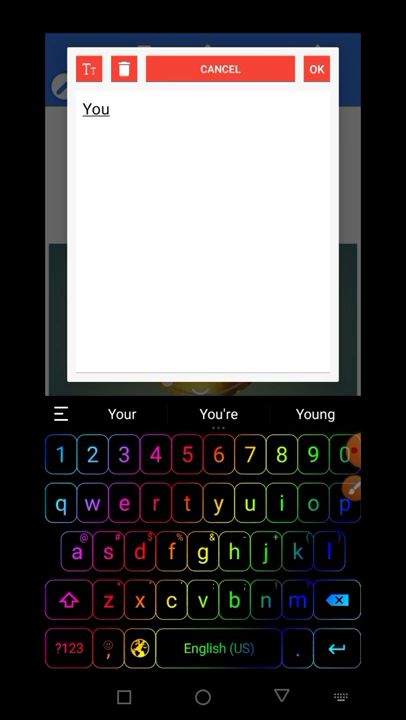 TT CANCEL OK
You
Your You're Young
1 2 3 4 5 6 7 8 9 0
q w e r t y u i o p
@ # $ % & - + ( )
a s d f g h j k l
* " ' : ; ! ?
z x c v b n m
?123 , English (US) .